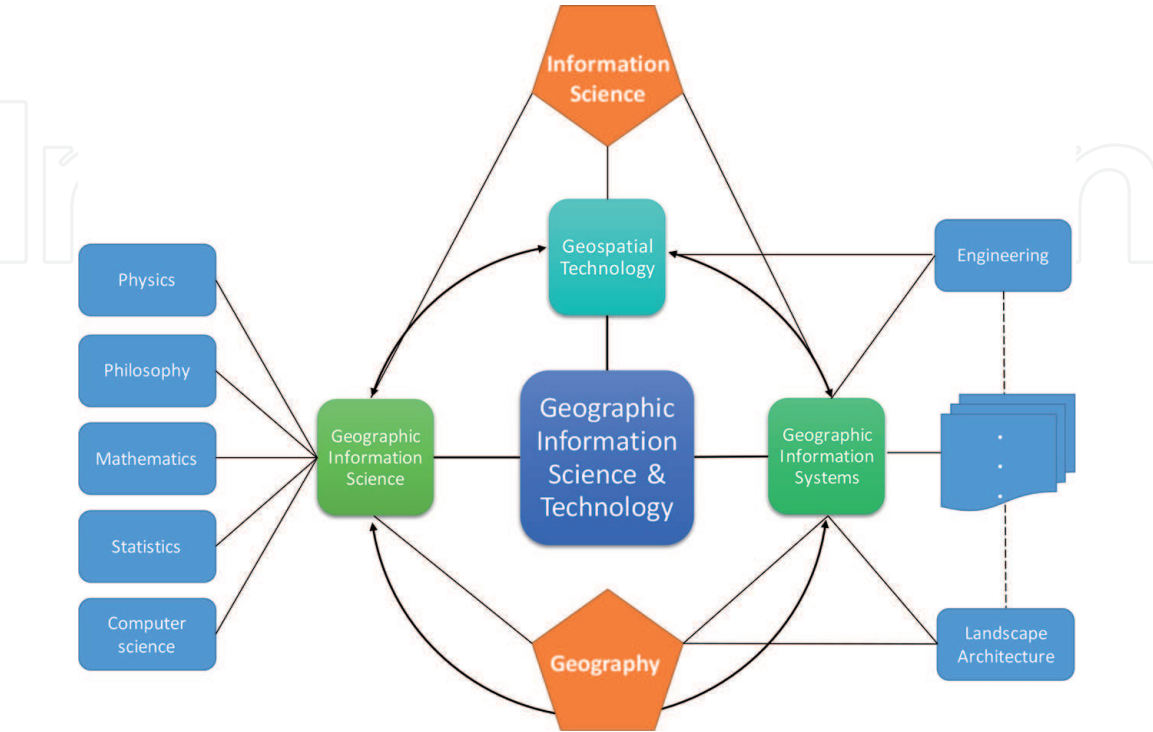 Information
Science
Geospatial
Technology
Engineering
Physics
Philosophy
Mathematics
Statistics
Computer
science
Geographic
Information
Science
Geographic
Information
Science &
Technology
Geographic
Information
Systems
Geography
Landscape
Architecture